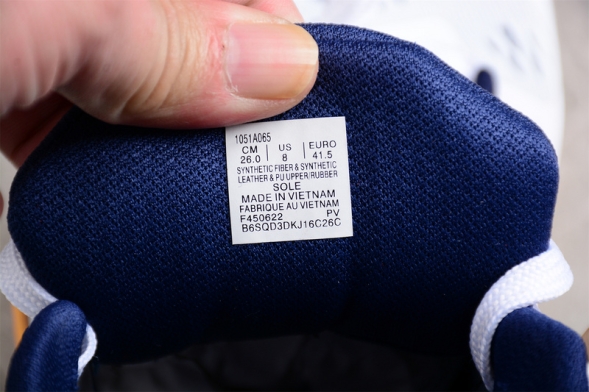 1051A065
CM | US | EURO
26.0 | 8 | 41.5
SYNTHETIC FIBER & SYNTHETIC
LEATHER & PU UPPER/RUBBER
SOLE
MADE IN VIETNAM
FABRIQUE AU VIETNAM
F450622 PV
B6SQD3DKJ16C26C